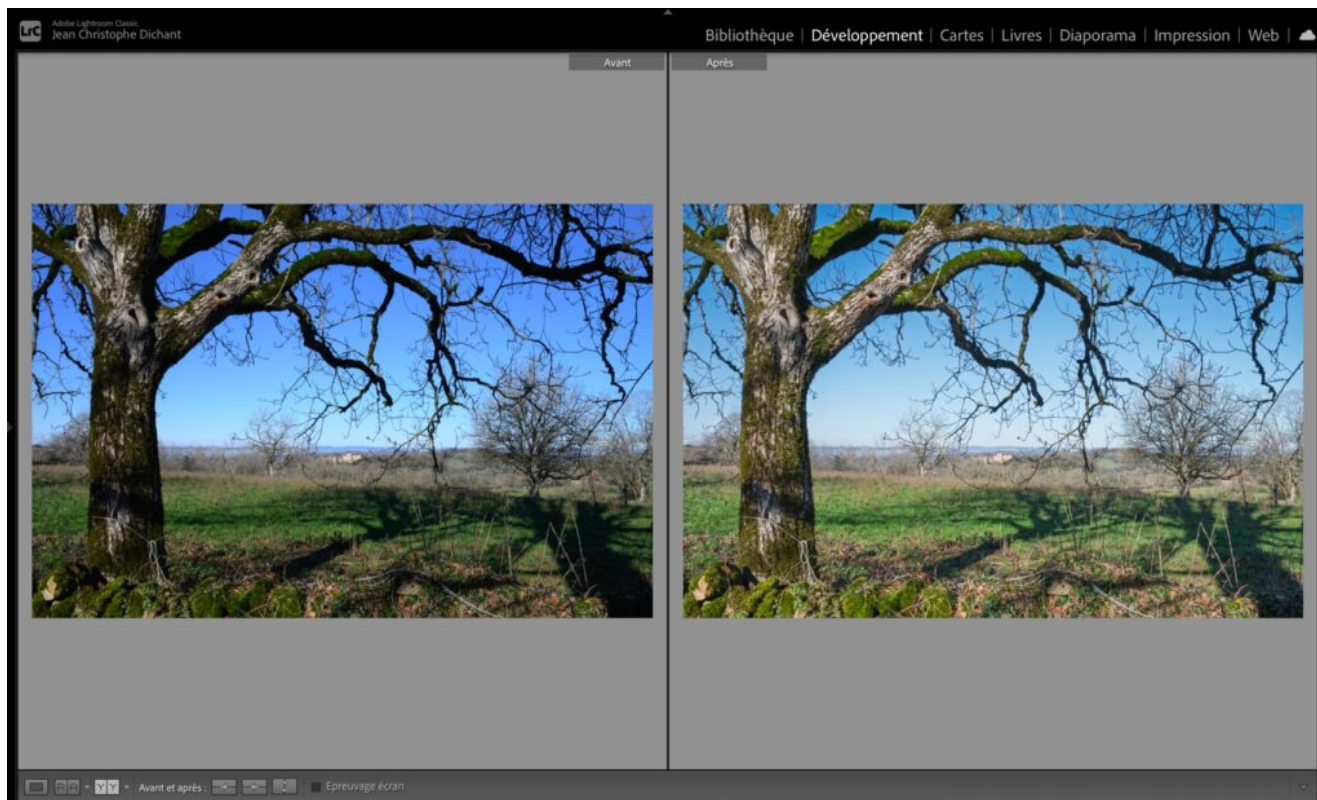 LrC
Adobe Lightroom Classic
Jean Christophe Dichant
Bibliothèque | Développement | Cartes | Livres | Diaporama | Impression | Web |
Avant
Après
YY
Avant et après :
Epreuvage écran